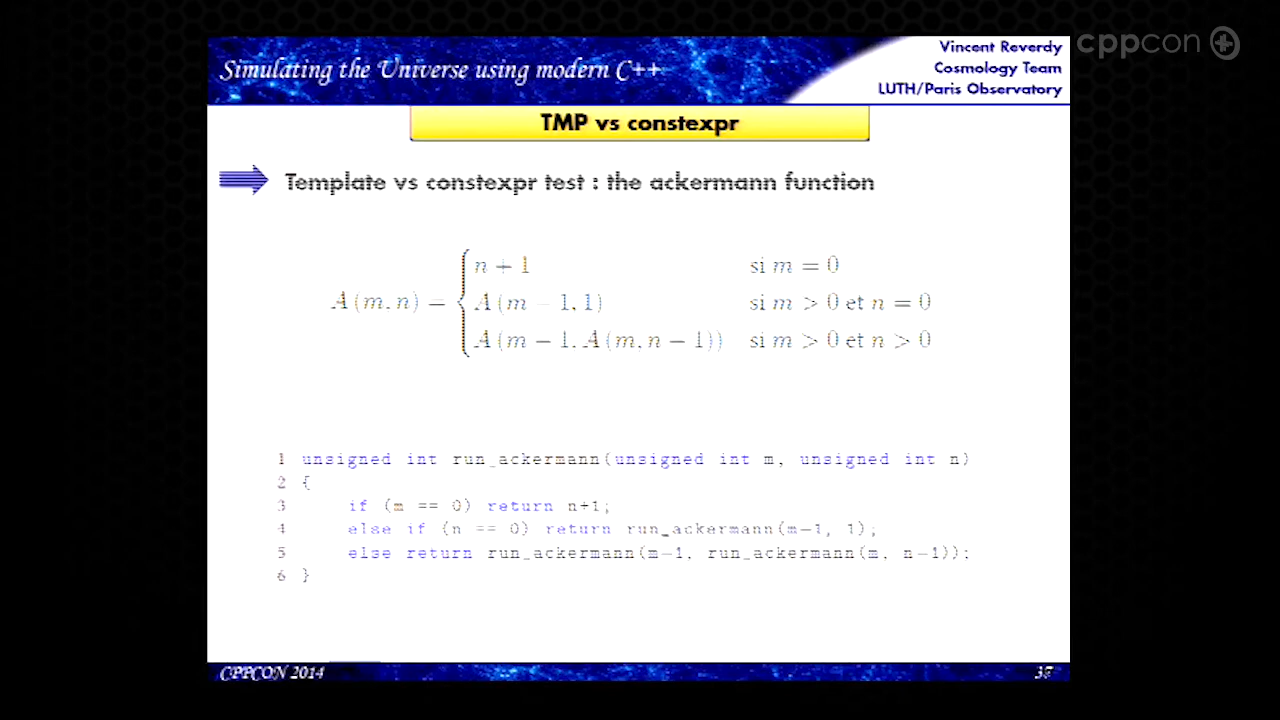 cppcon
Simulating the Universe using modern C++
Vincent Reverdy
Cosmology Team
LUTH/Paris Observatory
TMP vs constexpr
Template vs constexpr test : the ackermann function
n + 1 si m = 0
A(m, n) = { A(m − 1, 1) si m > 0 et n = 0
A(m − 1, A(m, n − 1)) si m > 0 et n > 0
1 unsigned int run_ackermann(unsigned int m, unsigned int n)
2 {
3 if (m == 0) return n+1;
4 else if (n == 0) return run_ackermann(m−1, 1);
5 else return run_ackermann(m−1, run_ackermann(m, n−1));
6 }
CPPCON 2014
37